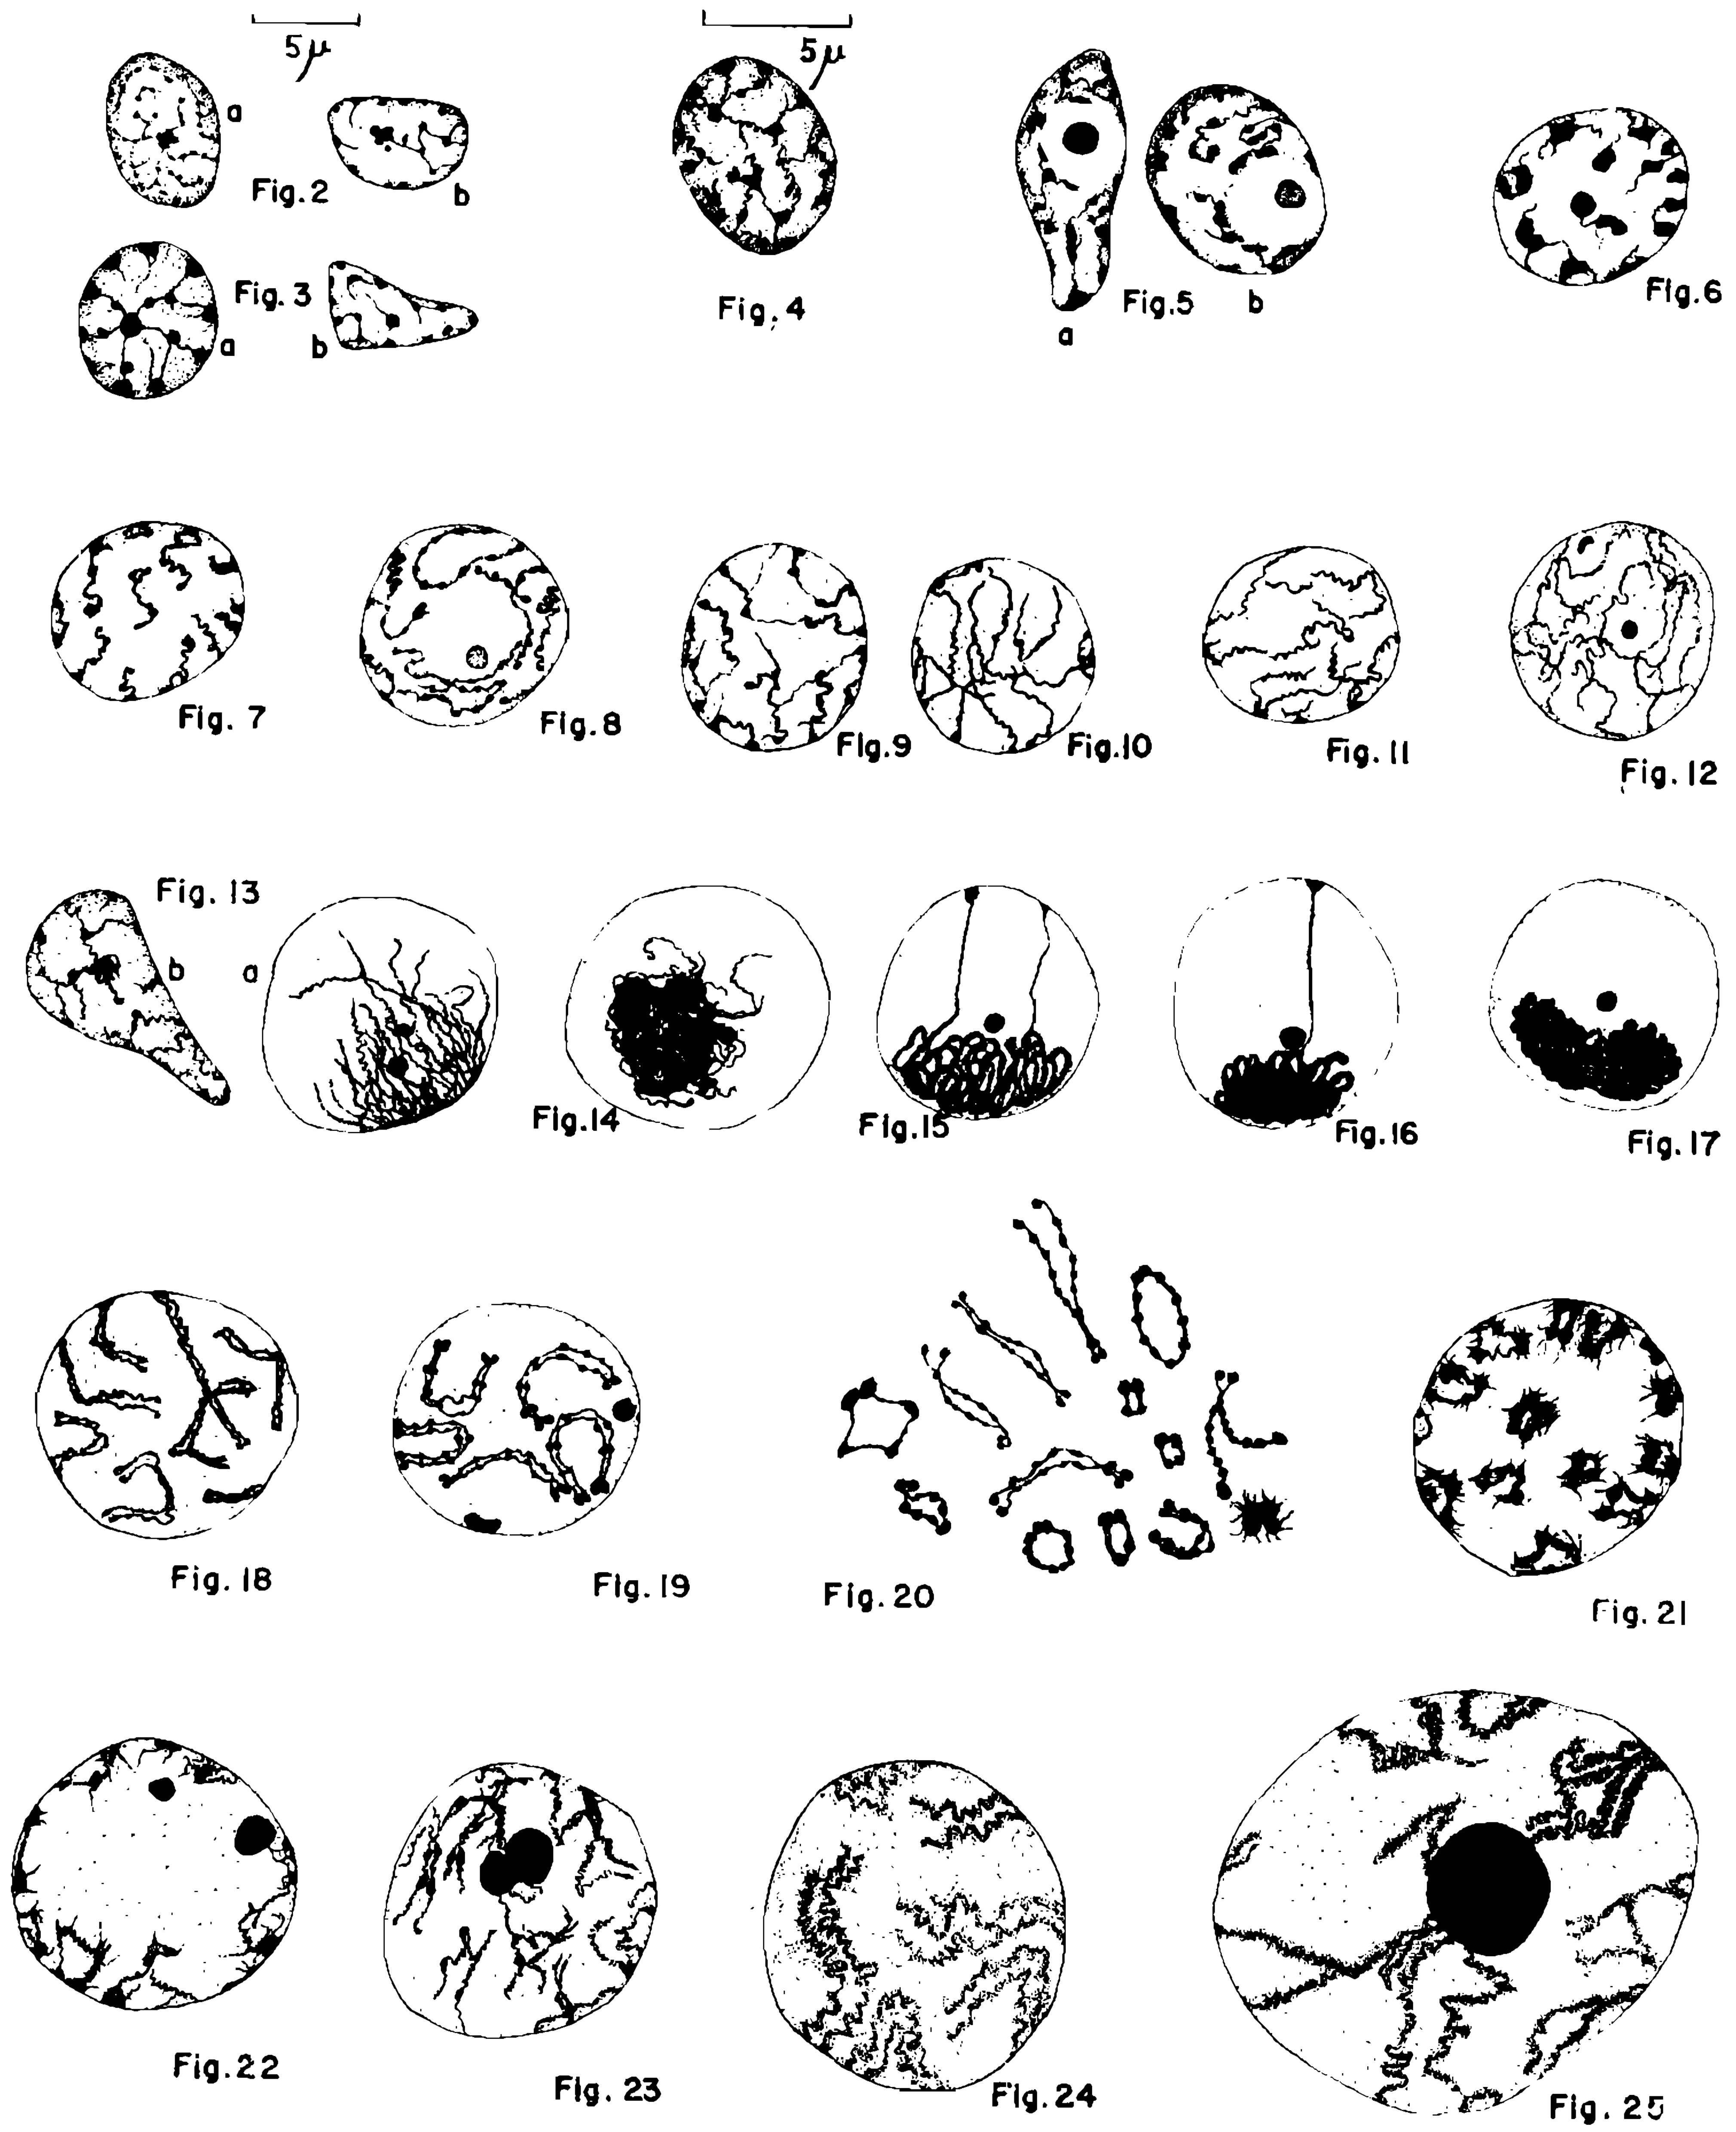 5 μ
5 μ
a
Fig. 2
b
Fig. 3
a
b
Fig. 4
Fig. 5
a
b
Fig. 6
Fig. 7
Fig. 8
Fig. 9
Fig. 10
Fig. 11
Fig. 12
Fig. 13
b
a
Fig. 14
Fig. 15
Fig. 16
Fig. 17
Fig. 18
Fig. 19
Fig. 20
Fig. 21
Fig. 22
Fig. 23
Fig. 24
Fig. 25